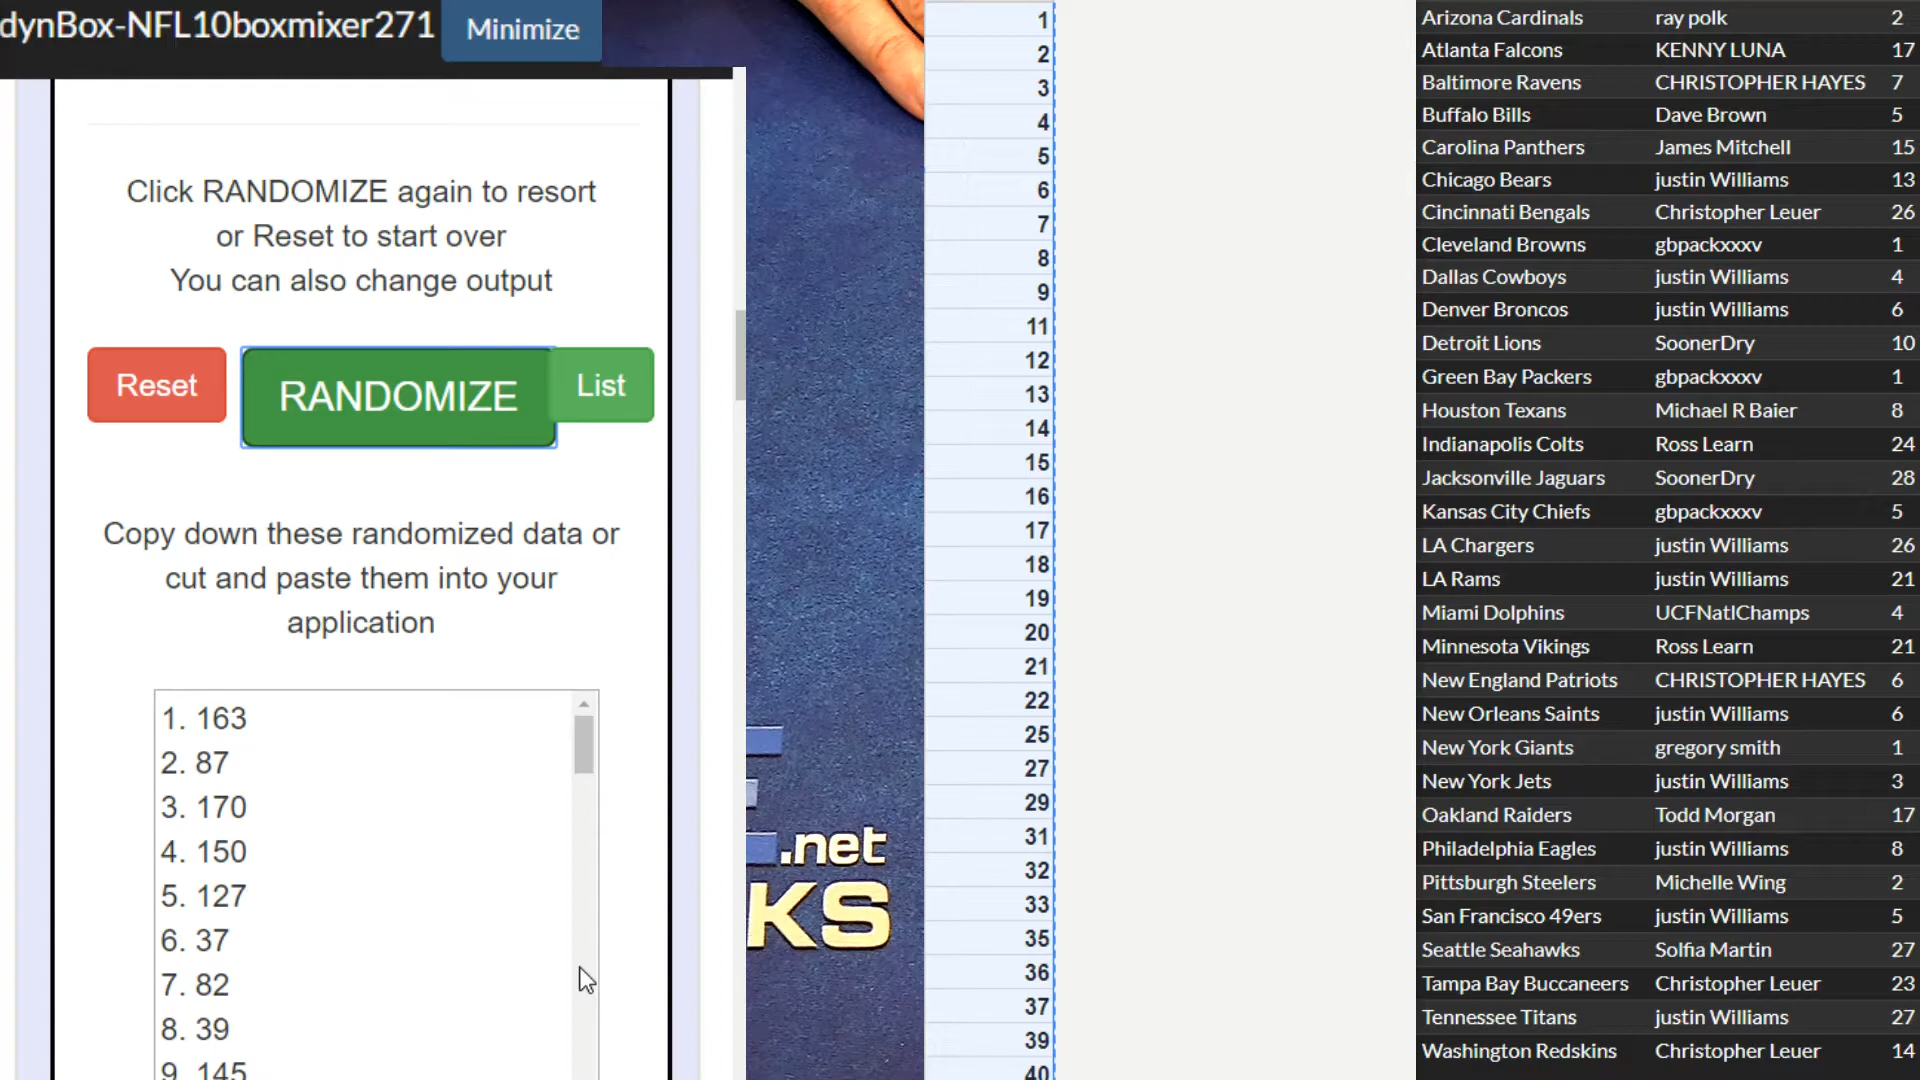 dynBox-NFL10boxmixer271
Minimize
Click RANDOMIZE again to resort
or Reset to start over
You can also change output
Reset
RANDOMIZE
List
Copy down these randomized data or
cut and paste them into your
application
1. 163
2. 87
3. 170
4. 150
5. 127
6. 37
7. 82
8. 39
9. 145
.net
KS
1
2
3
4
5
6
7
8
9
11
12
13
14
15
16
17
18
19
20
21
22
25
27
29
31
32
33
35
36
37
39
40
Arizona Cardinals ray polk 2
Atlanta Falcons KENNY LUNA 17
Baltimore Ravens CHRISTOPHER HAYES 7
Buffalo Bills Dave Brown 5
Carolina Panthers James Mitchell 15
Chicago Bears justin Williams 13
Cincinnati Bengals Christopher Leuer 26
Cleveland Browns gbpackxxxv 1
Dallas Cowboys justin Williams 4
Denver Broncos justin Williams 6
Detroit Lions SoonerDry 10
Green Bay Packers gbpackxxxv 1
Houston Texans Michael R Baier 8
Indianapolis Colts Ross Learn 24
Jacksonville Jaguars SoonerDry 28
Kansas City Chiefs gbpackxxxv 5
LA Chargers justin Williams 26
LA Rams justin Williams 21
Miami Dolphins UCFNatlChamps 4
Minnesota Vikings Ross Learn 21
New England Patriots CHRISTOPHER HAYES 6
New Orleans Saints justin Williams 6
New York Giants gregory smith 1
New York Jets justin Williams 3
Oakland Raiders Todd Morgan 17
Philadelphia Eagles justin Williams 8
Pittsburgh Steelers Michelle Wing 2
San Francisco 49ers justin Williams 5
Seattle Seahawks Solfia Martin 27
Tampa Bay Buccaneers Christopher Leuer 23
Tennessee Titans justin Williams 27
Washington Redskins Christopher Leuer 14